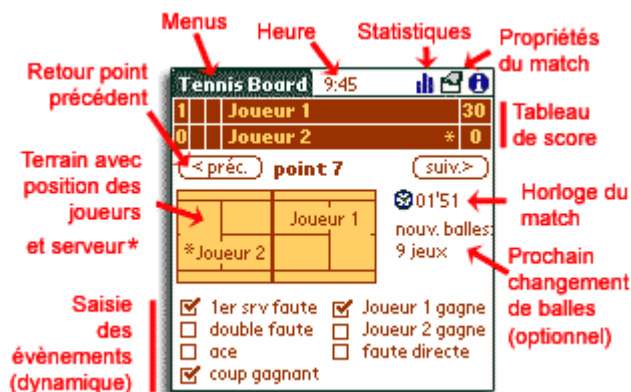 Menus
Heure
Statistiques
Propriétés
du match
Retour point
précédent
Tennis Board 9:45
1 Joueur 1 30
0 Joueur 2 * 0
Tableau
de score
< préc. point 7 suiv.>
Terrain avec
position des
joueurs
et serveur*
Joueur 1
*Joueur 2
01'51
nouv. balles:
9 jeux
Horloge du
match
Prochain
changement
de balles
(optionnel)
Saisie
des
évènements
(dynamique)
1er srv faute Joueur 1 gagne
double faute Joueur 2 gagne
ace faute directe
coup gagnant